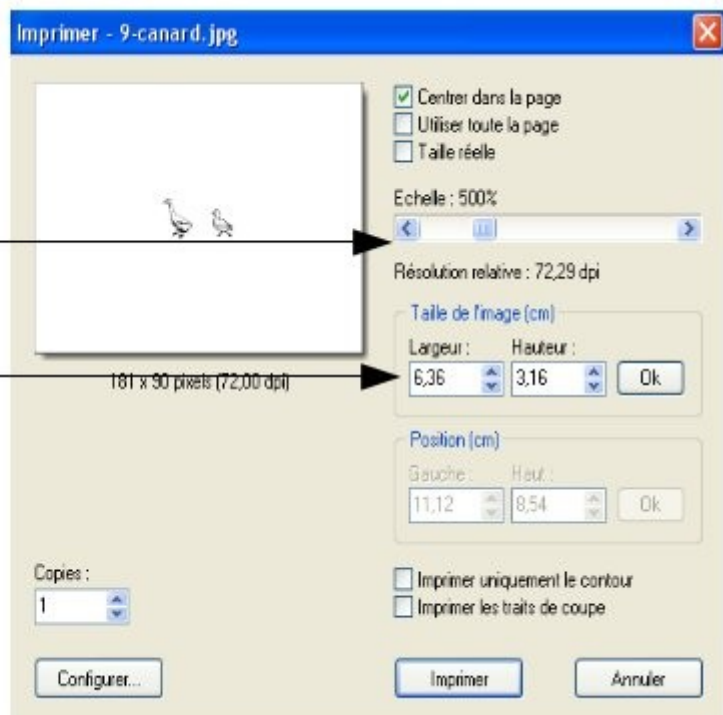 Imprimer - 9-canard.jpg
Centrer dans la page
Utiliser toute la page
Taille réelle
Echelle : 500%
Résolution relative : 72,29 dpi
181 x 90 pixels (72,00 dpi)
Taille de l'image (cm)
Largeur : Hauteur :
6,36 3,16 Ok
Position (cm)
Gauche : Haut :
11,12 8,54 Ok
Copies :
1
Imprimer uniquement le contour
Imprimer les traits de coupe
Configurer... Imprimer Annuler